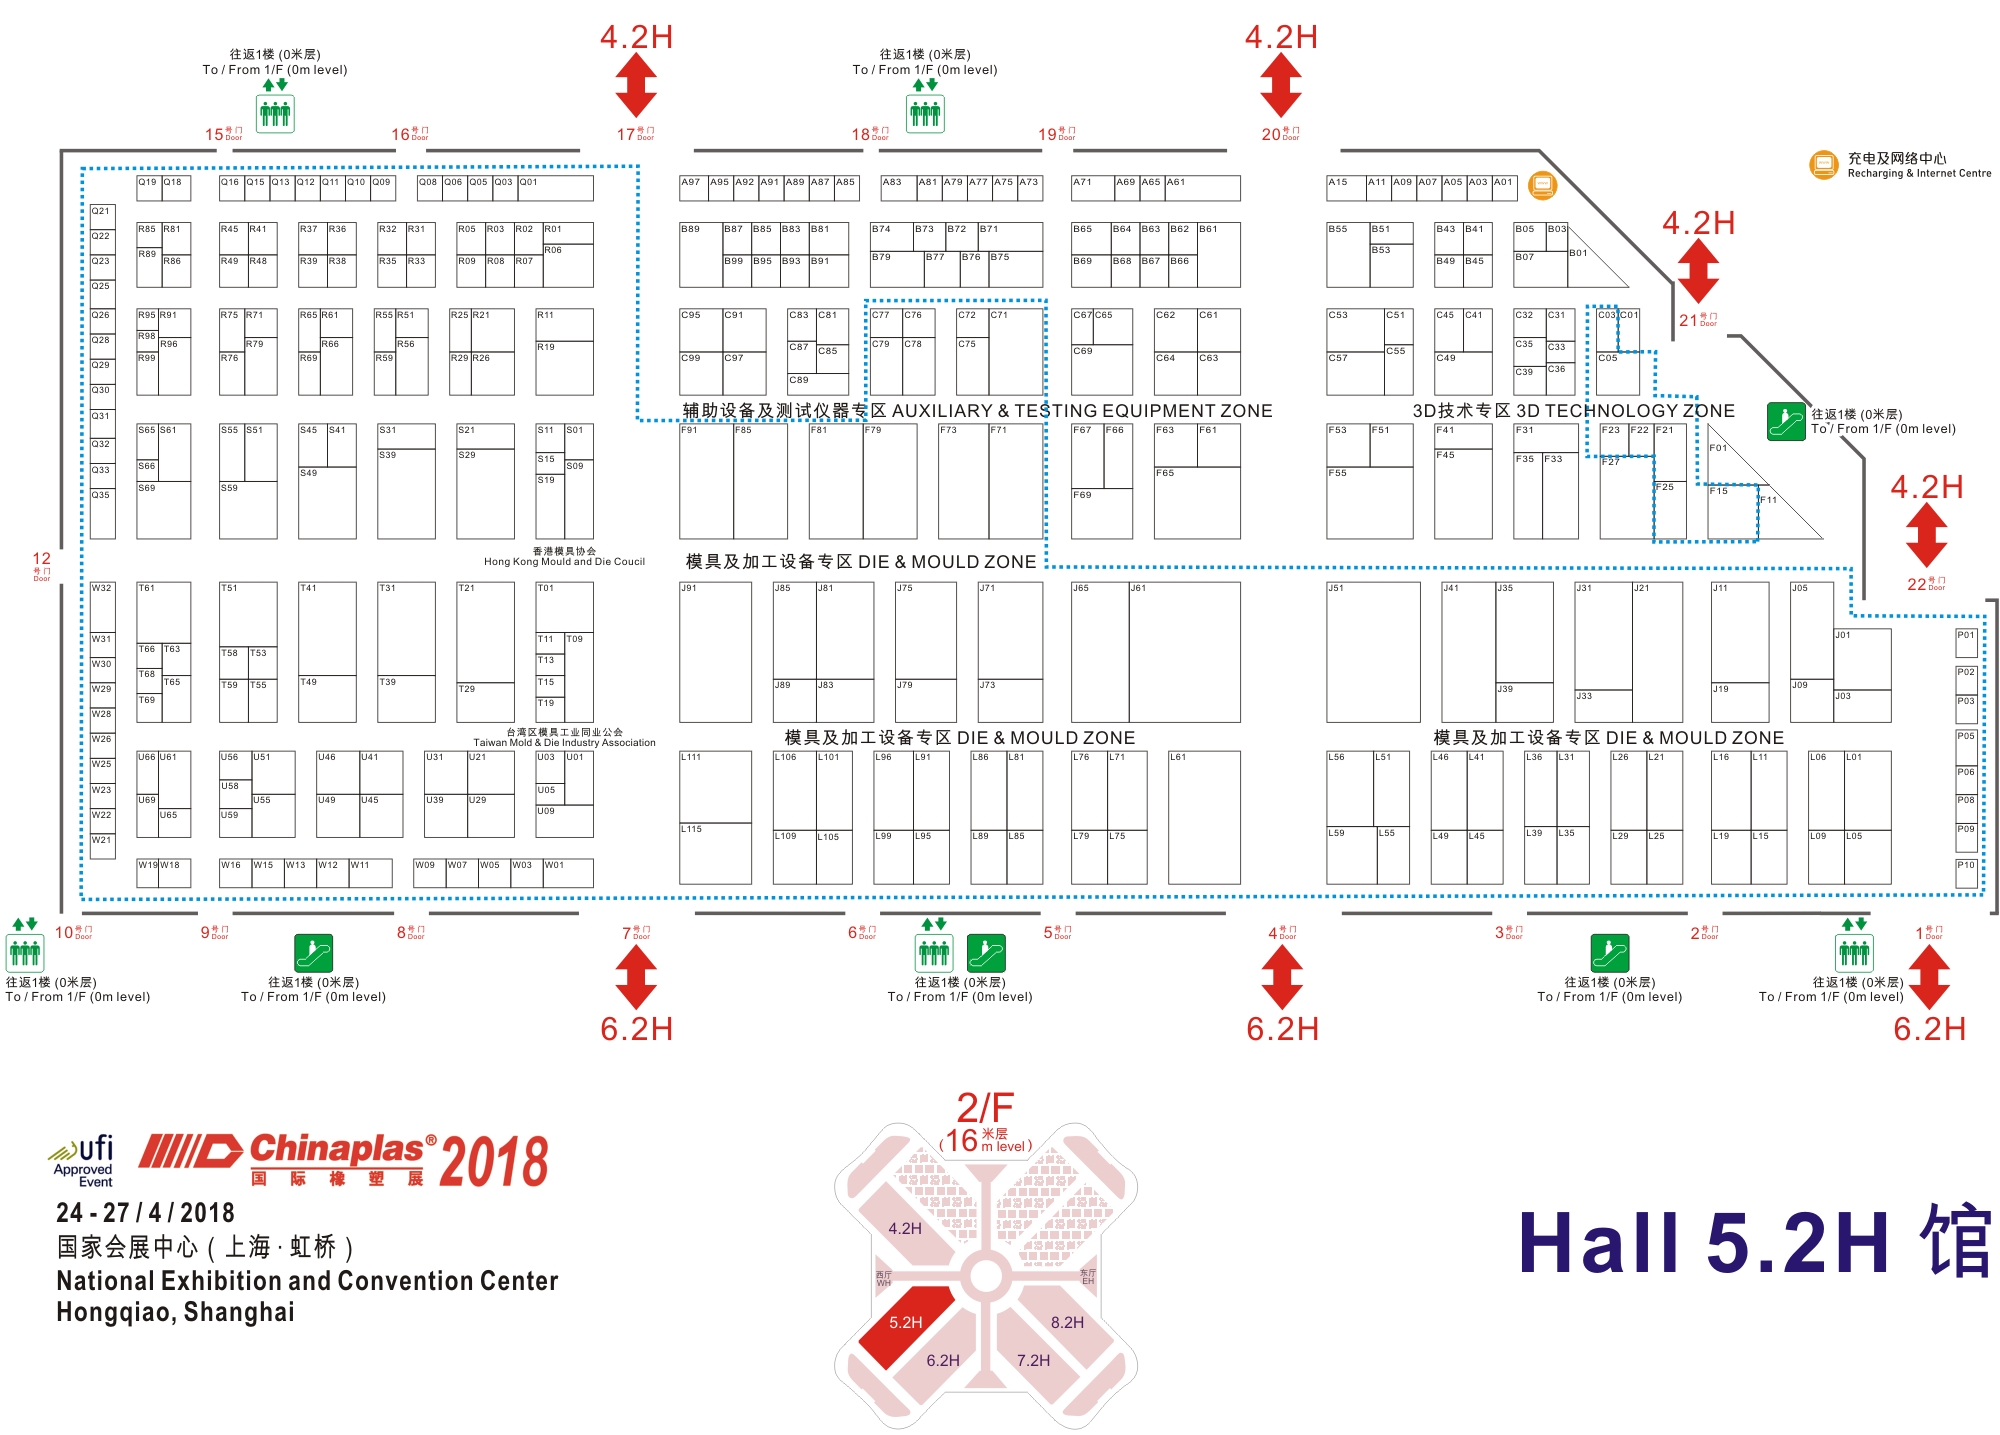 4.2H
4.2H
往返1楼 (0米层)
To / From 1/F (0m level)
往返1楼 (0米层)
To / From 1/F (0m level)
15 号门 Door
16 号门 Door
17 号门 Door
18 号门 Door
19 号门 Door
20 号门 Door
充电及网络中心
Recharging & Internet Centre
Q19 Q18 Q16 Q15 Q13 Q12 Q11 Q10 Q09 Q08 Q06 Q05 Q03 Q01 A97 A95 A92 A91 A89 A87 A85 A83 A81 A79 A77 A75 A73 A71 A69 A65 A61 A15 A11 A09 A07 A05 A03 A01
Q21
4.2H
Q22 R85 R81 R45 R41 R37 R36 R32 R31 R05 R03 R02 R01 B89 B87 B85 B83 B81 B74 B73 B72 B71 B65 B64 B63 B62 B61 B55 B51 B43 B41 B05 B03
R06
Q23 R89 R86 R49 R48 R39 R38 R35 R33 R09 R08 R07 B99 B95 B93 B91 B79 B77 B76 B75 B69 B68 B67 B66 B53 B49 B45 B07 B01
Q25
Q26 R95 R91 R75 R71 R65 R61 R55 R51 R25 R21 R11 C95 C91 C83 C81 C77 C76 C72 C71 C67 C65 C62 C61 C53 C51 C45 C41 C32 C31 C03 C01
21 号门 Door
Q28 R98 R96 R79 R66 R56 R19 C87 C85 C79 C78 C75 C69 C35 C33
Q29 R99 R76 R69 R59 R29 R26 C99 C97 C64 C63 C57 C55 C49 C05
Q30 C89 C39 C36
Q31
辅助设备及测试仪器专区 AUXILIARY & TESTING EQUIPMENT ZONE
3D技术专区 3D TECHNOLOGY ZONE
往返1楼 (0米层)
To / From 1/F (0m level)
Q32 S65 S61 S55 S51 S45 S41 S31 S21 S11 S01 F91 F85 F81 F79 F73 F71 F67 F66 F63 F61 F53 F51 F41 F31 F23 F22 F21 F01
Q33 S66 S49 S39 S29 S15 S09 F65 F55 F45 F35 F33 F27
Q35 S69 S59 S19 F69 F25 F15 F11
4.2H
12 号门 Door
香港模具协会
Hong Kong Mould and Die Coucil
模具及加工设备专区 DIE & MOULD ZONE
22 号门 Door
W32 T61 T51 T41 T31 T21 T01 J91 J85 J81 J75 J71 J65 J61 J51 J41 J35 J31 J21 J11 J05
W31 T66 T63 T58 T53 T11 T09 J01 P01
W30 T68 T65 T59 T55 T49 T39 T29 T13 J89 J83 J79 J73 J39 J33 J19 J09 J03 P02
W29 T69 T15 P03
W28 T19
台湾区模具工业同业公会
Taiwan Mold & Die Industry Association
模具及加工设备专区 DIE & MOULD ZONE
模具及加工设备专区 DIE & MOULD ZONE
W26 P05
W25 U66 U61 U56 U51 U46 U41 U31 U21 U03 U01 L111 L106 L101 L96 L91 L86 L81 L76 L71 L61 L56 L51 L46 L41 L36 L31 L26 L21 L16 L11 L06 L01 P06
W23 U69 U58 U55 U49 U45 U39 U29 U05 P08
W22 U65 U59 U09
W21 L115 L109 L105 L99 L95 L89 L85 L79 L75 L59 L55 L49 L45 L39 L35 L29 L25 L19 L15 L09 L05 P09
W19 W18 W16 W15 W13 W12 W11 W09 W07 W05 W03 W01 P10
10 号门 Door
9 号门 Door
8 号门 Door
7 号门 Door
6 号门 Door
5 号门 Door
4 号门 Door
3 号门 Door
2 号门 Door
1 号门 Door
往返1楼 (0米层)
To / From 1/F (0m level)
往返1楼 (0米层)
To / From 1/F (0m level)
往返1楼 (0米层)
To / From 1/F (0m level)
往返1楼 (0米层)
To / From 1/F (0m level)
往返1楼 (0米层)
To / From 1/F (0m level)
6.2H
6.2H
6.2H
2/F
(16 米层 m level)
4.2H
西厅 WH
东厅 EH
5.2H
8.2H
6.2H
7.2H
ufi
Approved
Event
Chinaplas® 2018
国际橡塑展
24 - 27 / 4 / 2018
国家会展中心 ( 上海 · 虹桥 )
National Exhibition and Convention Center
Hongqiao, Shanghai
Hall 5.2H 馆